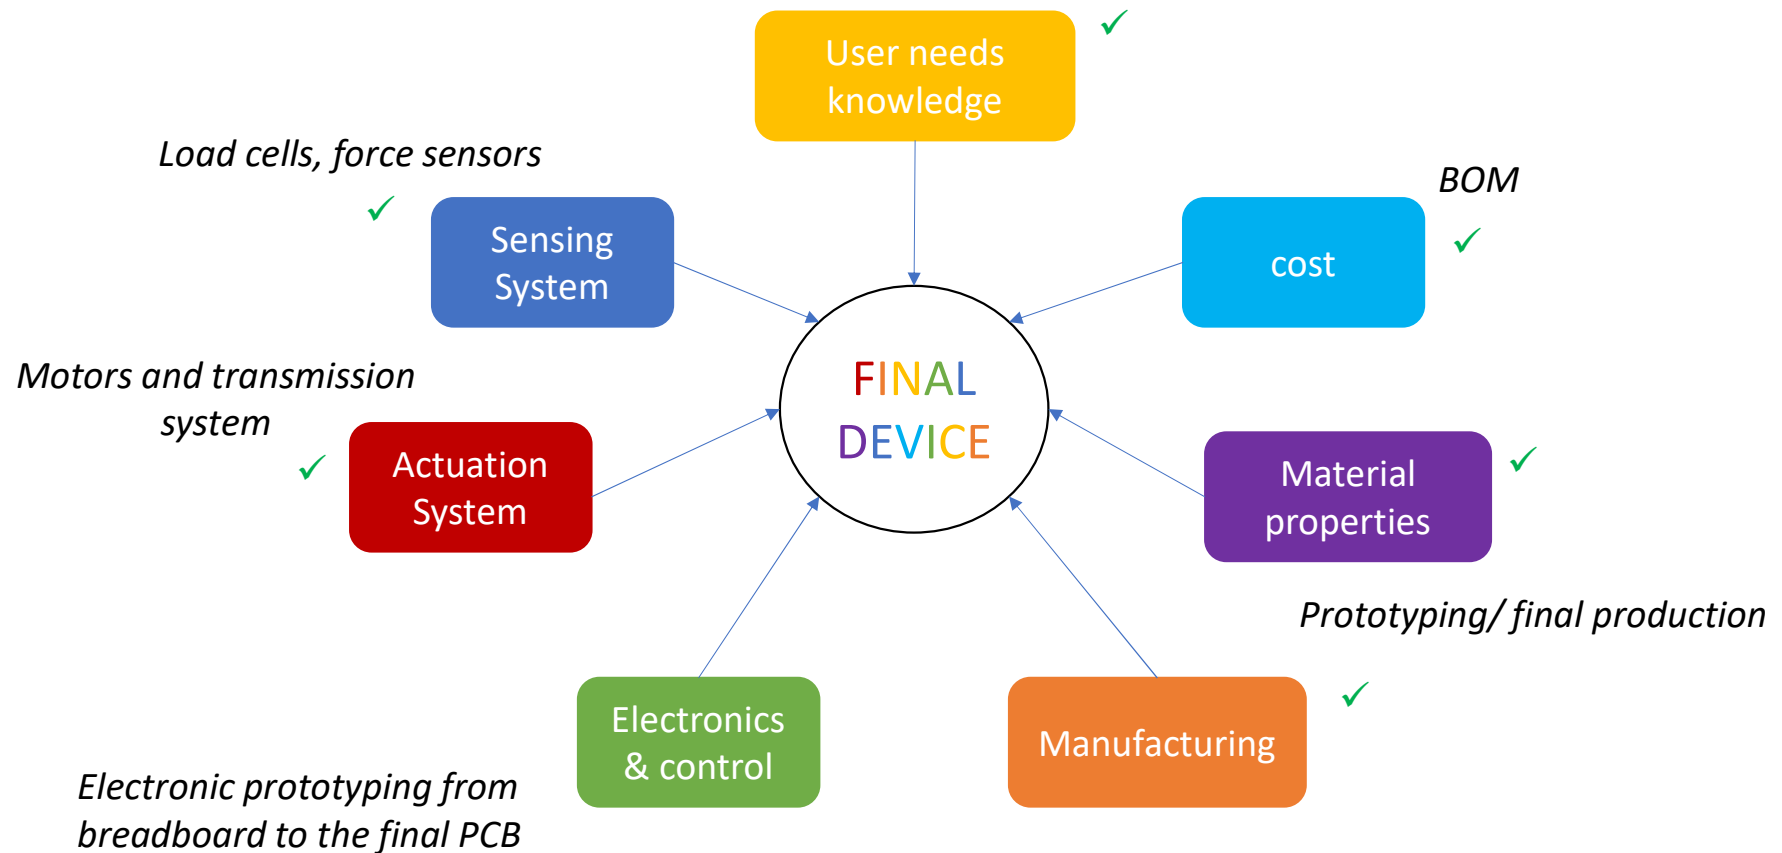 User needs
knowledge
Load cells, force sensors
BOM
Sensing
System
cost
Motors and transmission
system
FINAL
DEVICE
Actuation
System
Material
properties
Prototyping/ final production
Electronics
& control
Manufacturing
Electronic prototyping from
breadboard to the final PCB